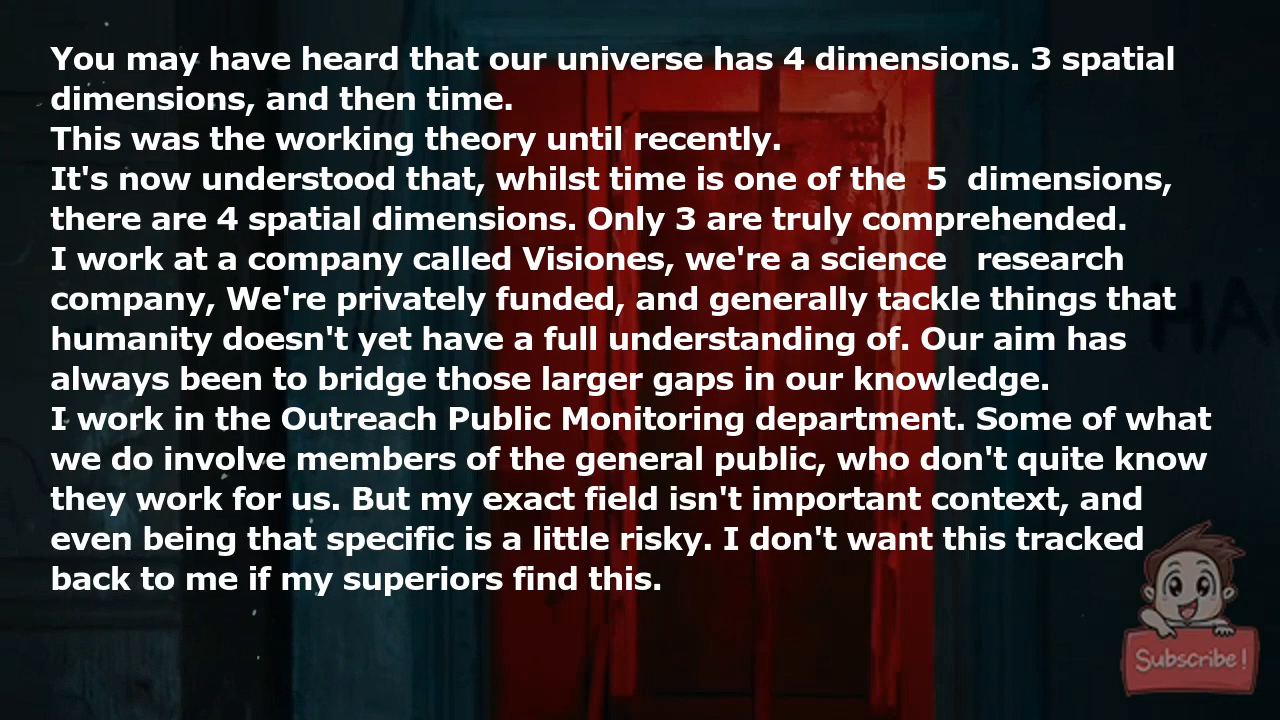 You may have heard that our universe has 4 dimensions. 3 spatial
dimensions, and then time.
This was the working theory until recently.
It's now understood that, whilst time is one of the  5  dimensions,
there are 4 spatial dimensions. Only 3 are truly comprehended.
I work at a company called Visiones, we're a science   research
company, We're privately funded, and generally tackle things that
humanity doesn't yet have a full understanding of. Our aim has
always been to bridge those larger gaps in our knowledge.
I work in the Outreach Public Monitoring department. Some of what
we do involve members of the general public, who don't quite know
they work for us. But my exact field isn't important context, and
even being that specific is a little risky. I don't want this tracked
back to me if my superiors find this.
HA
Subscribe!